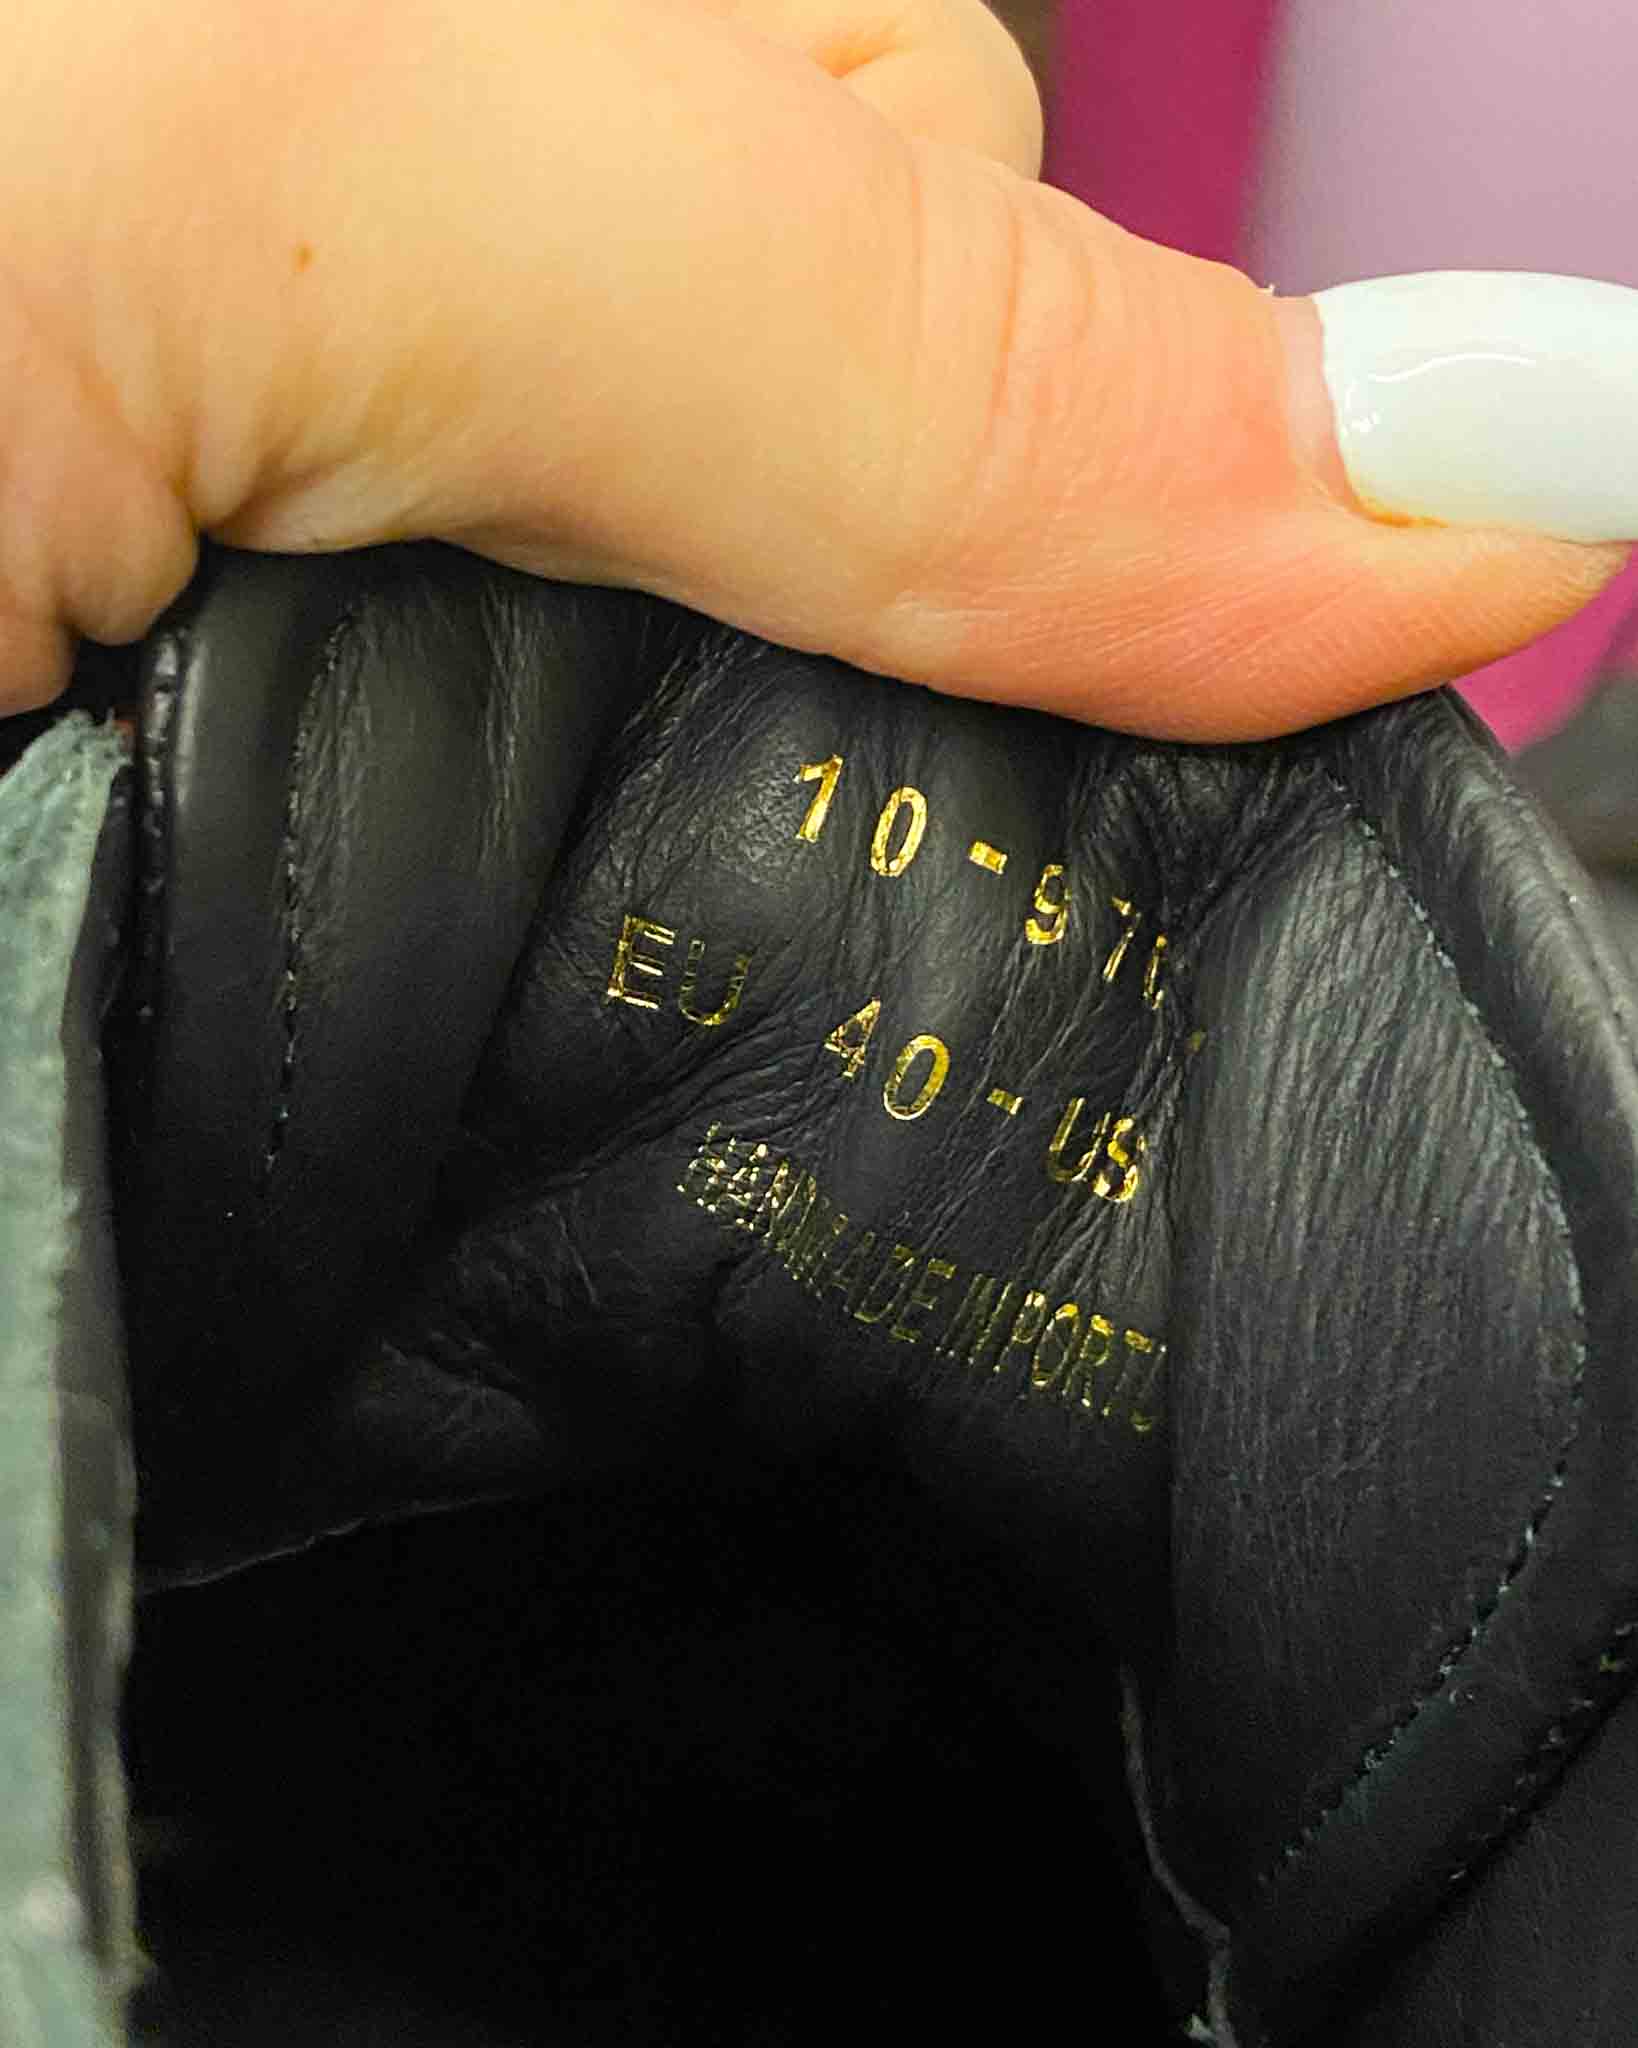 10-97
EU 40-US
HANDMADE IN PORTU